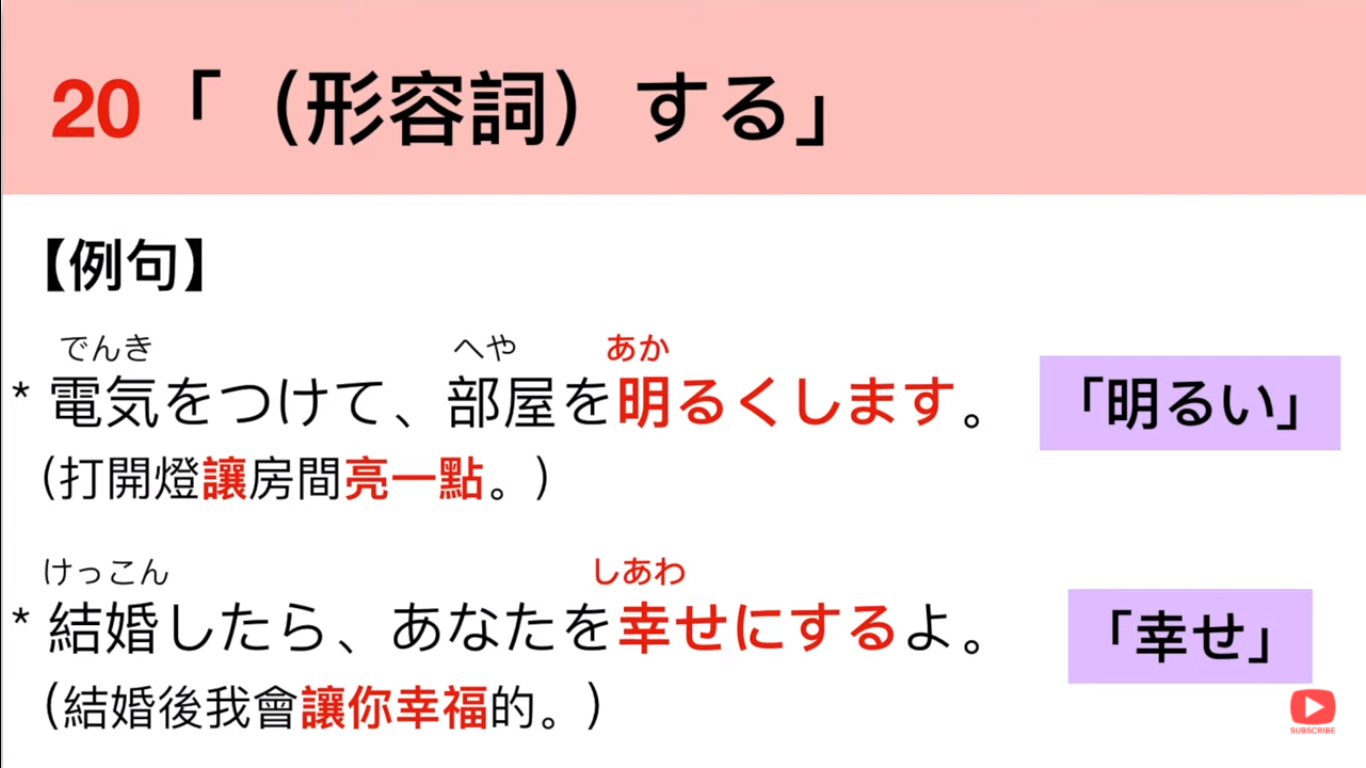 20「（形容詞）する」
【例句】
でんき へや あか
* 電気をつけて、部屋を明るくします。 「明るい」
（打開燈讓房間亮一點。）
けっこん しあわ
* 結婚したら、あなたを幸せにするよ。 「幸せ」
（結婚後我會讓你幸福的。）
SUBSCRIBE